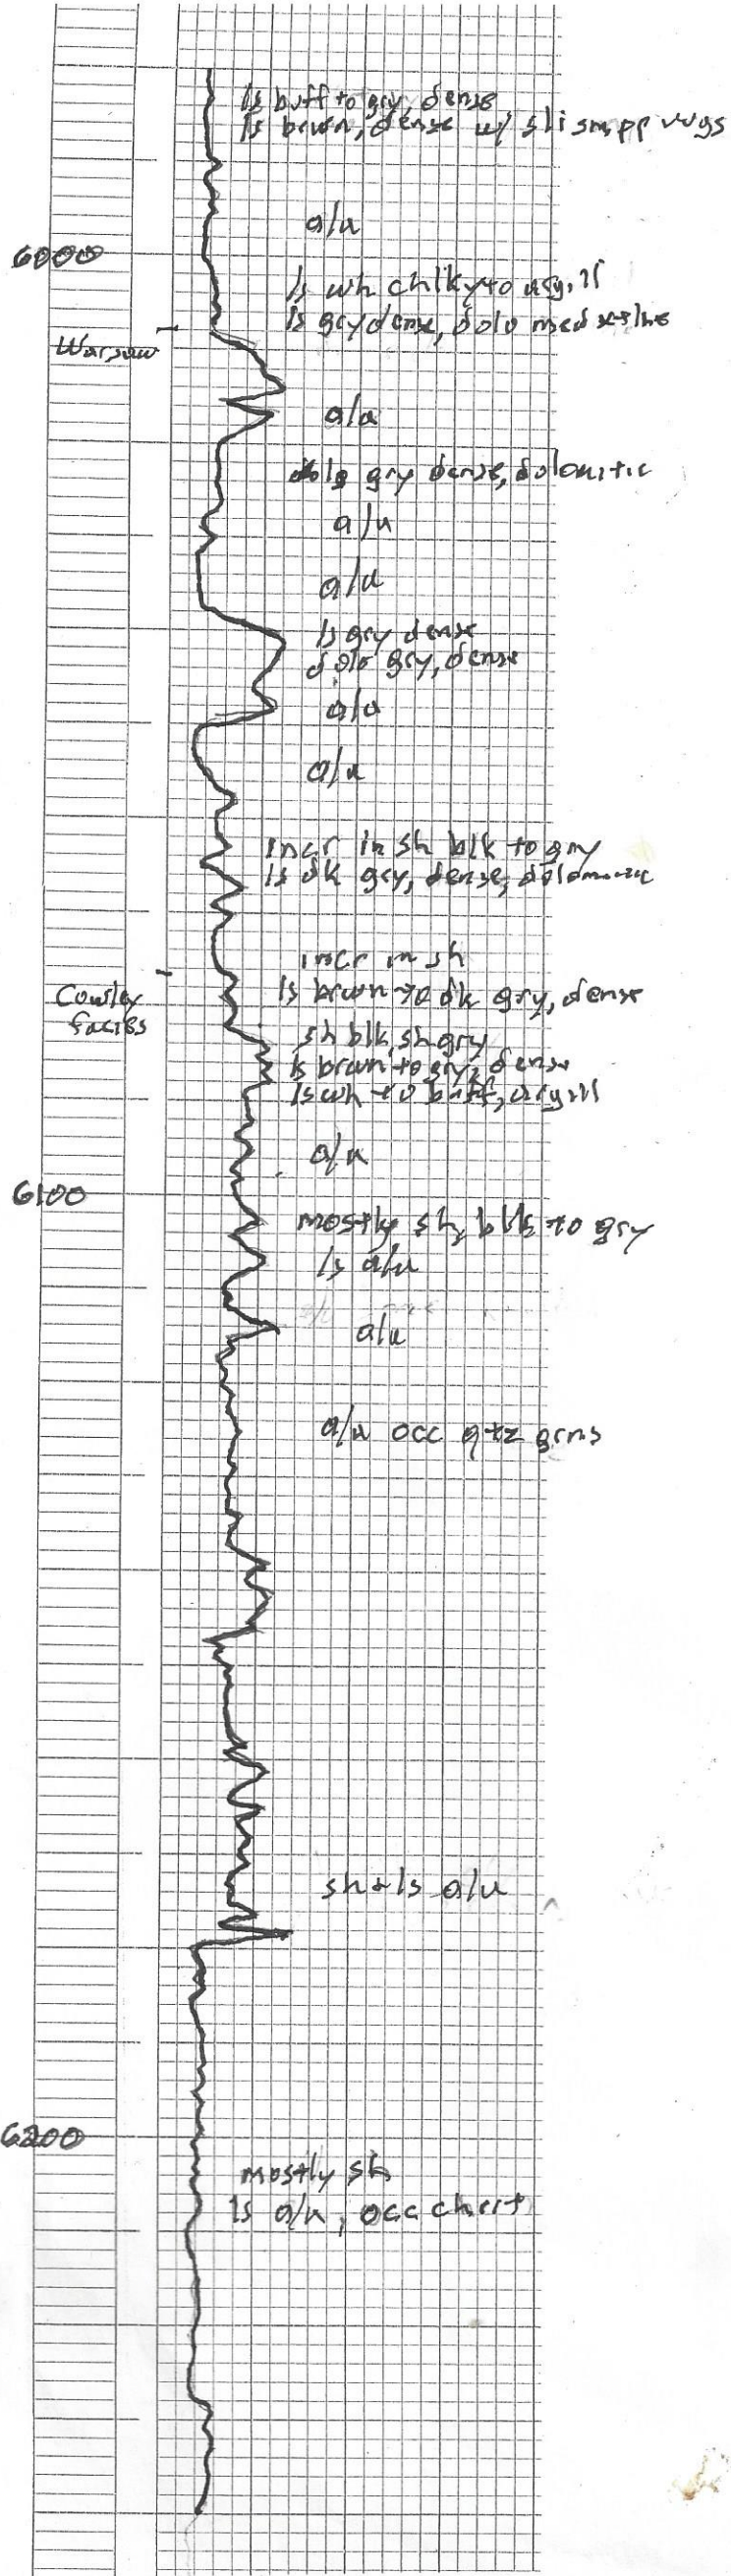 ls buff to gry, dense
ls brown, dense w/ sli sm pp vugs
a/a
6000
ls wh chlky to argill
ls gry dense, dolo med xtline
Warsaw
a/a
dolo gry dense, dolomitic
a/a
a/a
ls gry dense
dolo gry, dense
a/a
a/a
incr in sh blk to gry
ls dk gry, dense, dolomitic
incr in sh
Cowley
facies
ls brown to dk gry, dense
sh blk, sh gry
ls brown to gry, dense
ls wh to buff, argill
a/a
6100
mostly sh, blk to gry
ls a/a
a/a
a/a occ qtz grns
sh + ls a/a
6200
mostly sh
ls a/a, occ chert